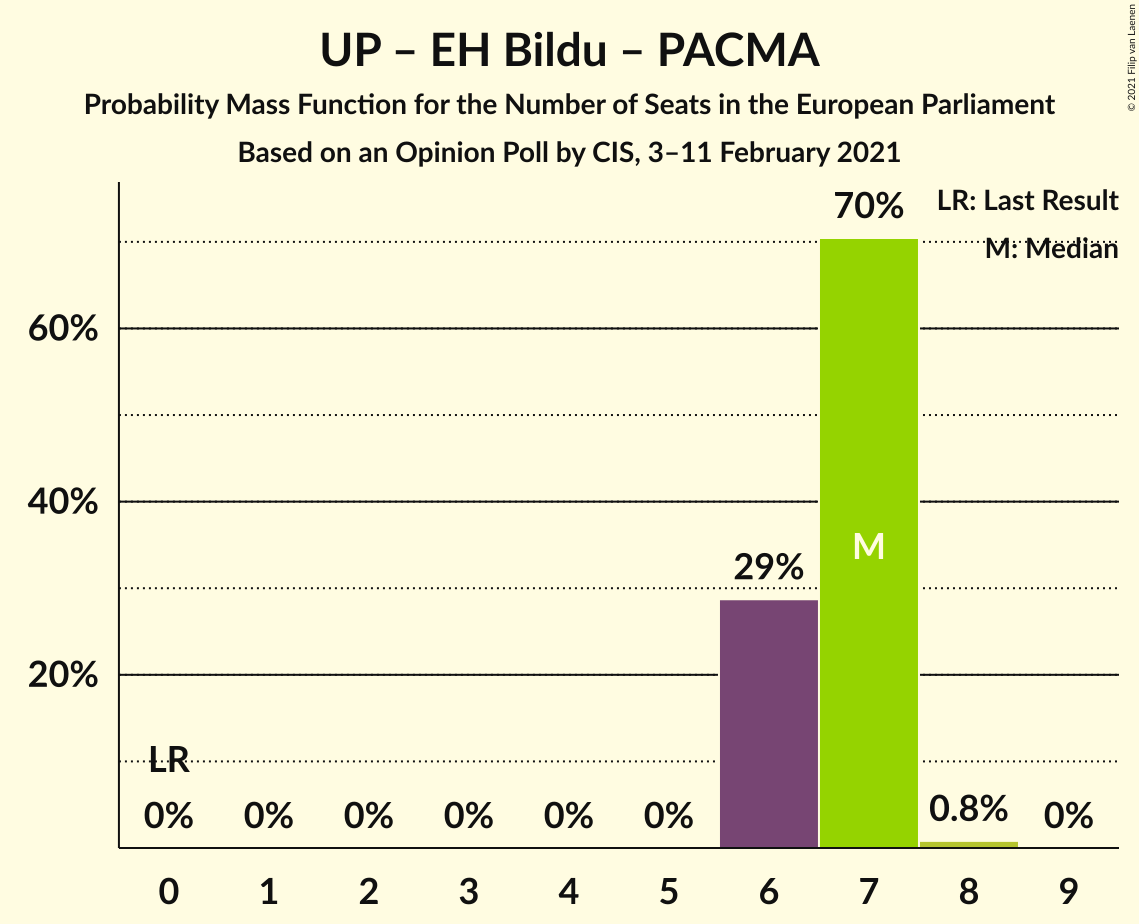 UP – EH Bildu – PACMA
Probability Mass Function for the Number of Seats in the European Parliament
Based on an Opinion Poll by CIS, 3–11 February 2021
© 2021 Filip van Laenen
LR: Last Result
M: Median
70%
60%
40%
M
29%
20%
LR
0% 0% 0% 0% 0% 0% 0.8% 0%
0 1 2 3 4 5 6 7 8 9